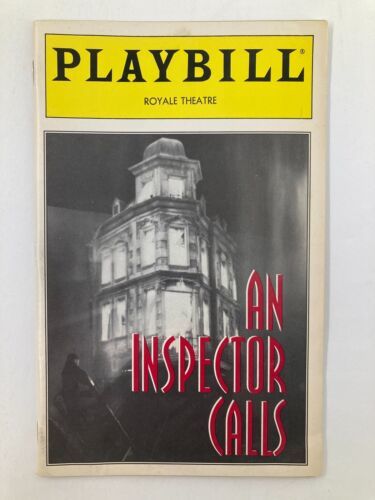 PLAYBILL®
ROYALE THEATRE
AN
INSPECTOR
CALLS